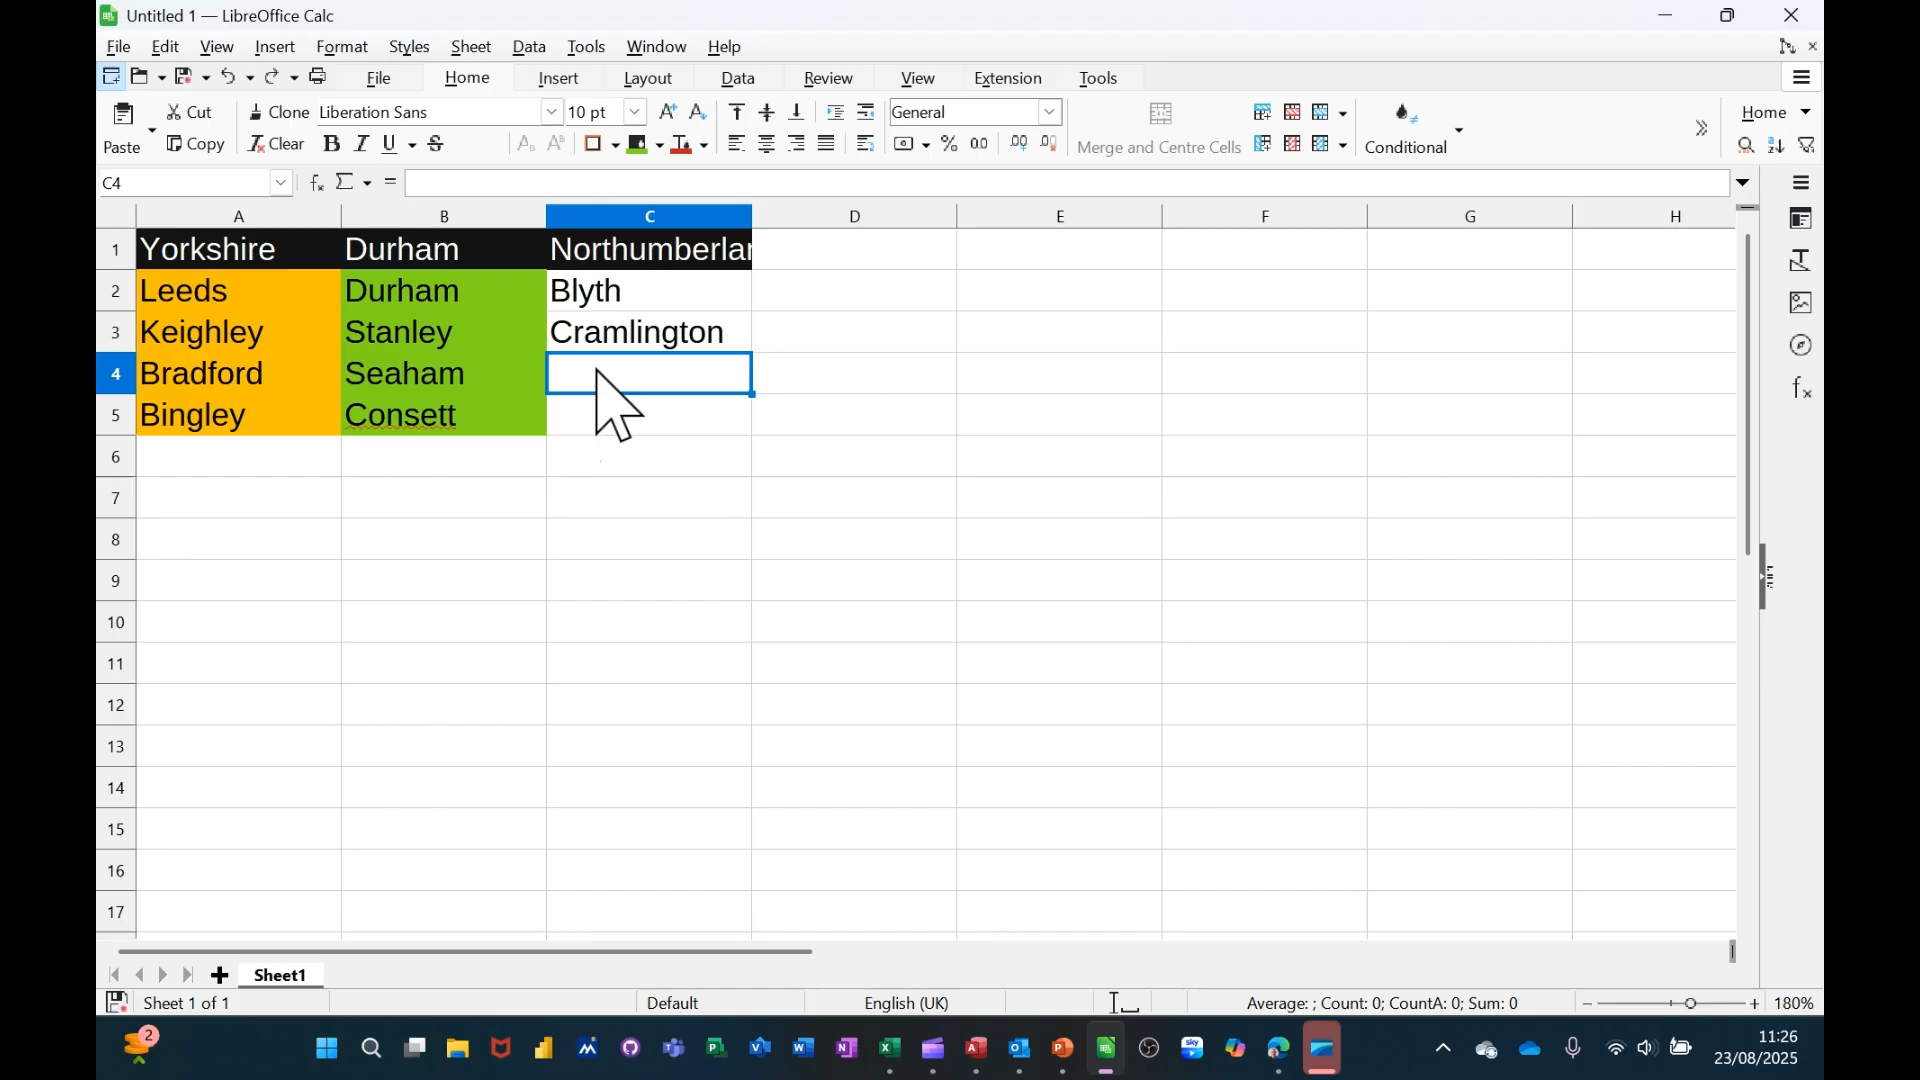 Untitled 1 — LibreOffice Calc
File Edit View Insert Format Styles Sheet Data Tools Window Help
File Home Insert Layout Data Review View Extension Tools
Cut Clone Liberation Sans 10 pt General Home
Paste Copy Clear B I U S Merge and Centre Cells Conditional
C4
A B C D E F G H
1 Yorkshire Durham Northumberlan
2 Leeds Durham Blyth
3 Keighley Stanley Cramlington
4 Bradford Seaham
5 Bingley Consett
6
7
8
9
10
11
12
13
14
15
16
17
Sheet1
Sheet 1 of 1 Default English (UK) Average: ; Count: 0; CountA: 0; Sum: 0 180%
2
11:26
23/08/2025